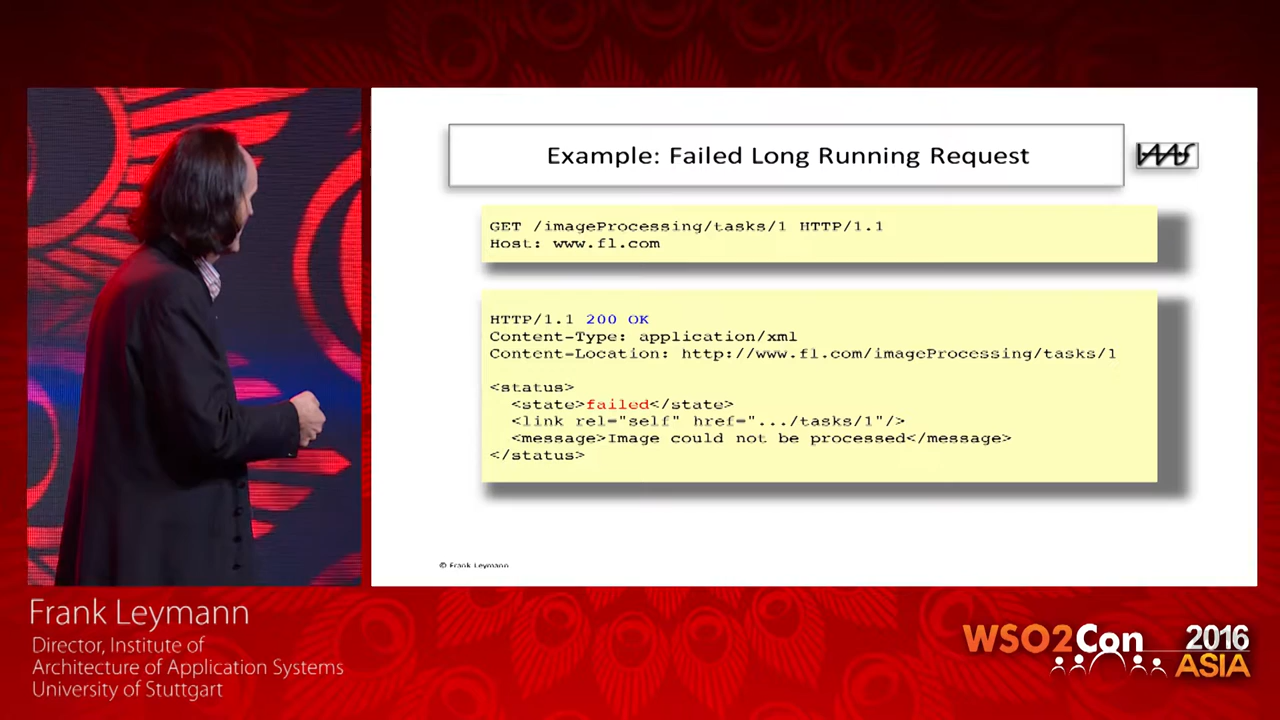 Example: Failed Long Running Request
IAAS
GET /imageProcessing/tasks/1 HTTP/1.1
Host: www.fl.com
HTTP/1.1 200 OK
Content-Type: application/xml
Content-Location: http://www.fl.com/imageProcessing/tasks/1
<status>
  <state>failed</state>
  <link rel="self" href=".../tasks/1"/>
  <message>Image could not be processed</message>
</status>
© Frank Leymann
Frank Leymann
Director, Institute of
Architecture of Application Systems
University of Stuttgart
WSO2Con 2016
ASIA